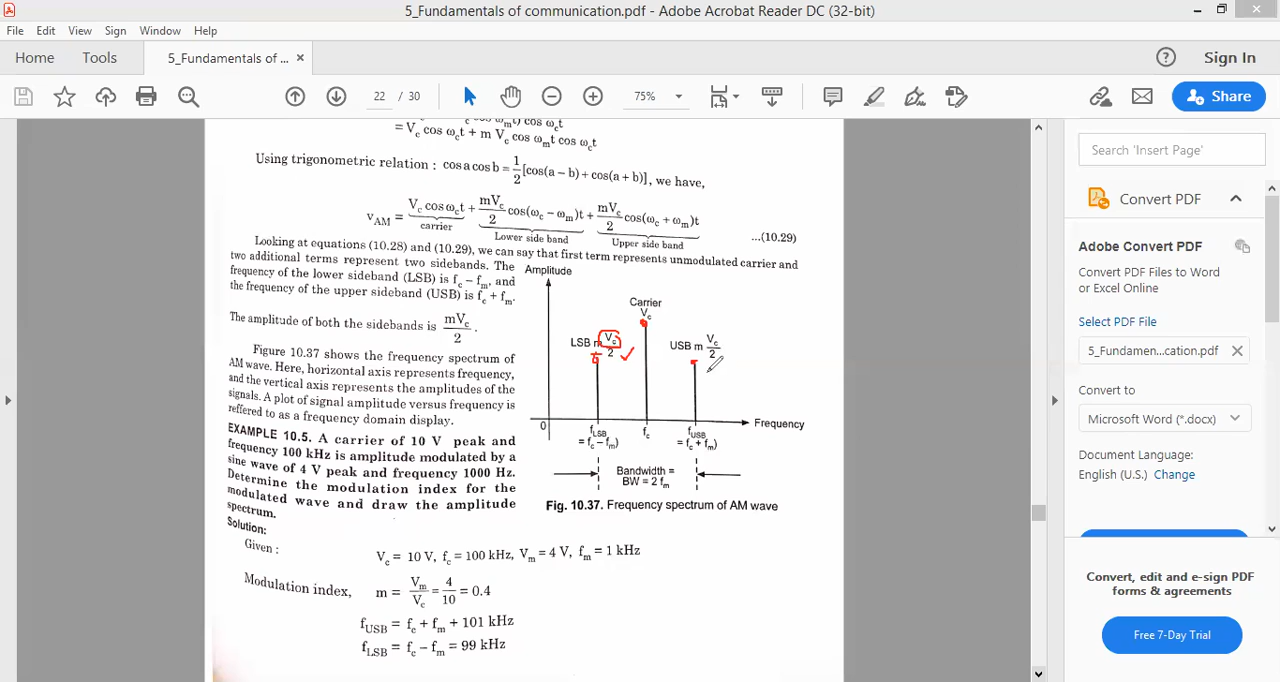 5_Fundamentals of communication.pdf - Adobe Acrobat Reader DC (32-bit)
File Edit View Sign Window Help
Home Tools 5_Fundamentals of ... ×
Sign In
22 / 30 75% Share
= V_c cos ω_ct + m V_c cos ω_mt cos ω_ct
Using trigonometric relation : cos a cos b = 1/2 [cos(a − b) + cos(a + b)], we have,
v_AM = V_c cos ω_ct + mV_c/2 cos(ω_c − ω_m)t + mV_c/2 cos(ω_c + ω_m)t ...(10.29)
carrier Lower side band Upper side band
Looking at equations (10.28) and (10.29), we can say that first term represents unmodulated carrier and
two additional terms represent two sidebands. The
frequency of the lower sideband (LSB) is f_c − f_m, and
the frequency of the upper sideband (USB) is f_c + f_m.
The amplitude of both the sidebands is mV_c/2.
Figure 10.37 shows the frequency spectrum of
AM wave. Here, horizontal axis represents frequency,
and the vertical axis represents the amplitudes of the
signals. A plot of signal amplitude versus frequency is
reffered to as a frequency domain display.
EXAMPLE 10.5. A carrier of 10 V peak and
frequency 100 kHz is amplitude modulated by a
sine wave of 4 V peak and frequency 1000 Hz.
Determine the modulation index for the
modulated wave and draw the amplitude
spectrum.
Amplitude
Carrier
V_c
LSB m V_c/2
USB m V_c/2
0
f_LSB
= f_c − f_m)
f_c
f_USB
= f_c + f_m)
Frequency
Bandwidth =
BW = 2 f_m
Fig. 10.37. Frequency spectrum of AM wave
Solution:
Given : V_c = 10 V, f_c = 100 kHz, V_m = 4 V, f_m = 1 kHz
Modulation index, m = V_m/V_c = 4/10 = 0.4
f_USB = f_c + f_m + 101 kHz
f_LSB = f_c − f_m = 99 kHz
Search 'Insert Page'
Convert PDF
Adobe Convert PDF
Convert PDF Files to Word
or Excel Online
Select PDF File
5_Fundamen...cation.pdf ×
Convert to
Microsoft Word (*.docx)
Document Language:
English (U.S.) Change
Convert, edit and e-sign PDF
forms & agreements
Free 7-Day Trial